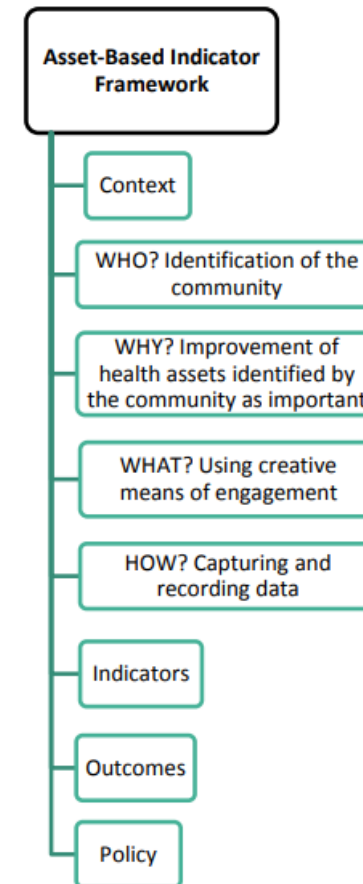 Asset-Based Indicator
Framework
Context
WHO? Identification of the
community
WHY? Improvement of
health assets identified by
the community as important
WHAT? Using creative
means of engagement
HOW? Capturing and
recording data
Indicators
Outcomes
Policy